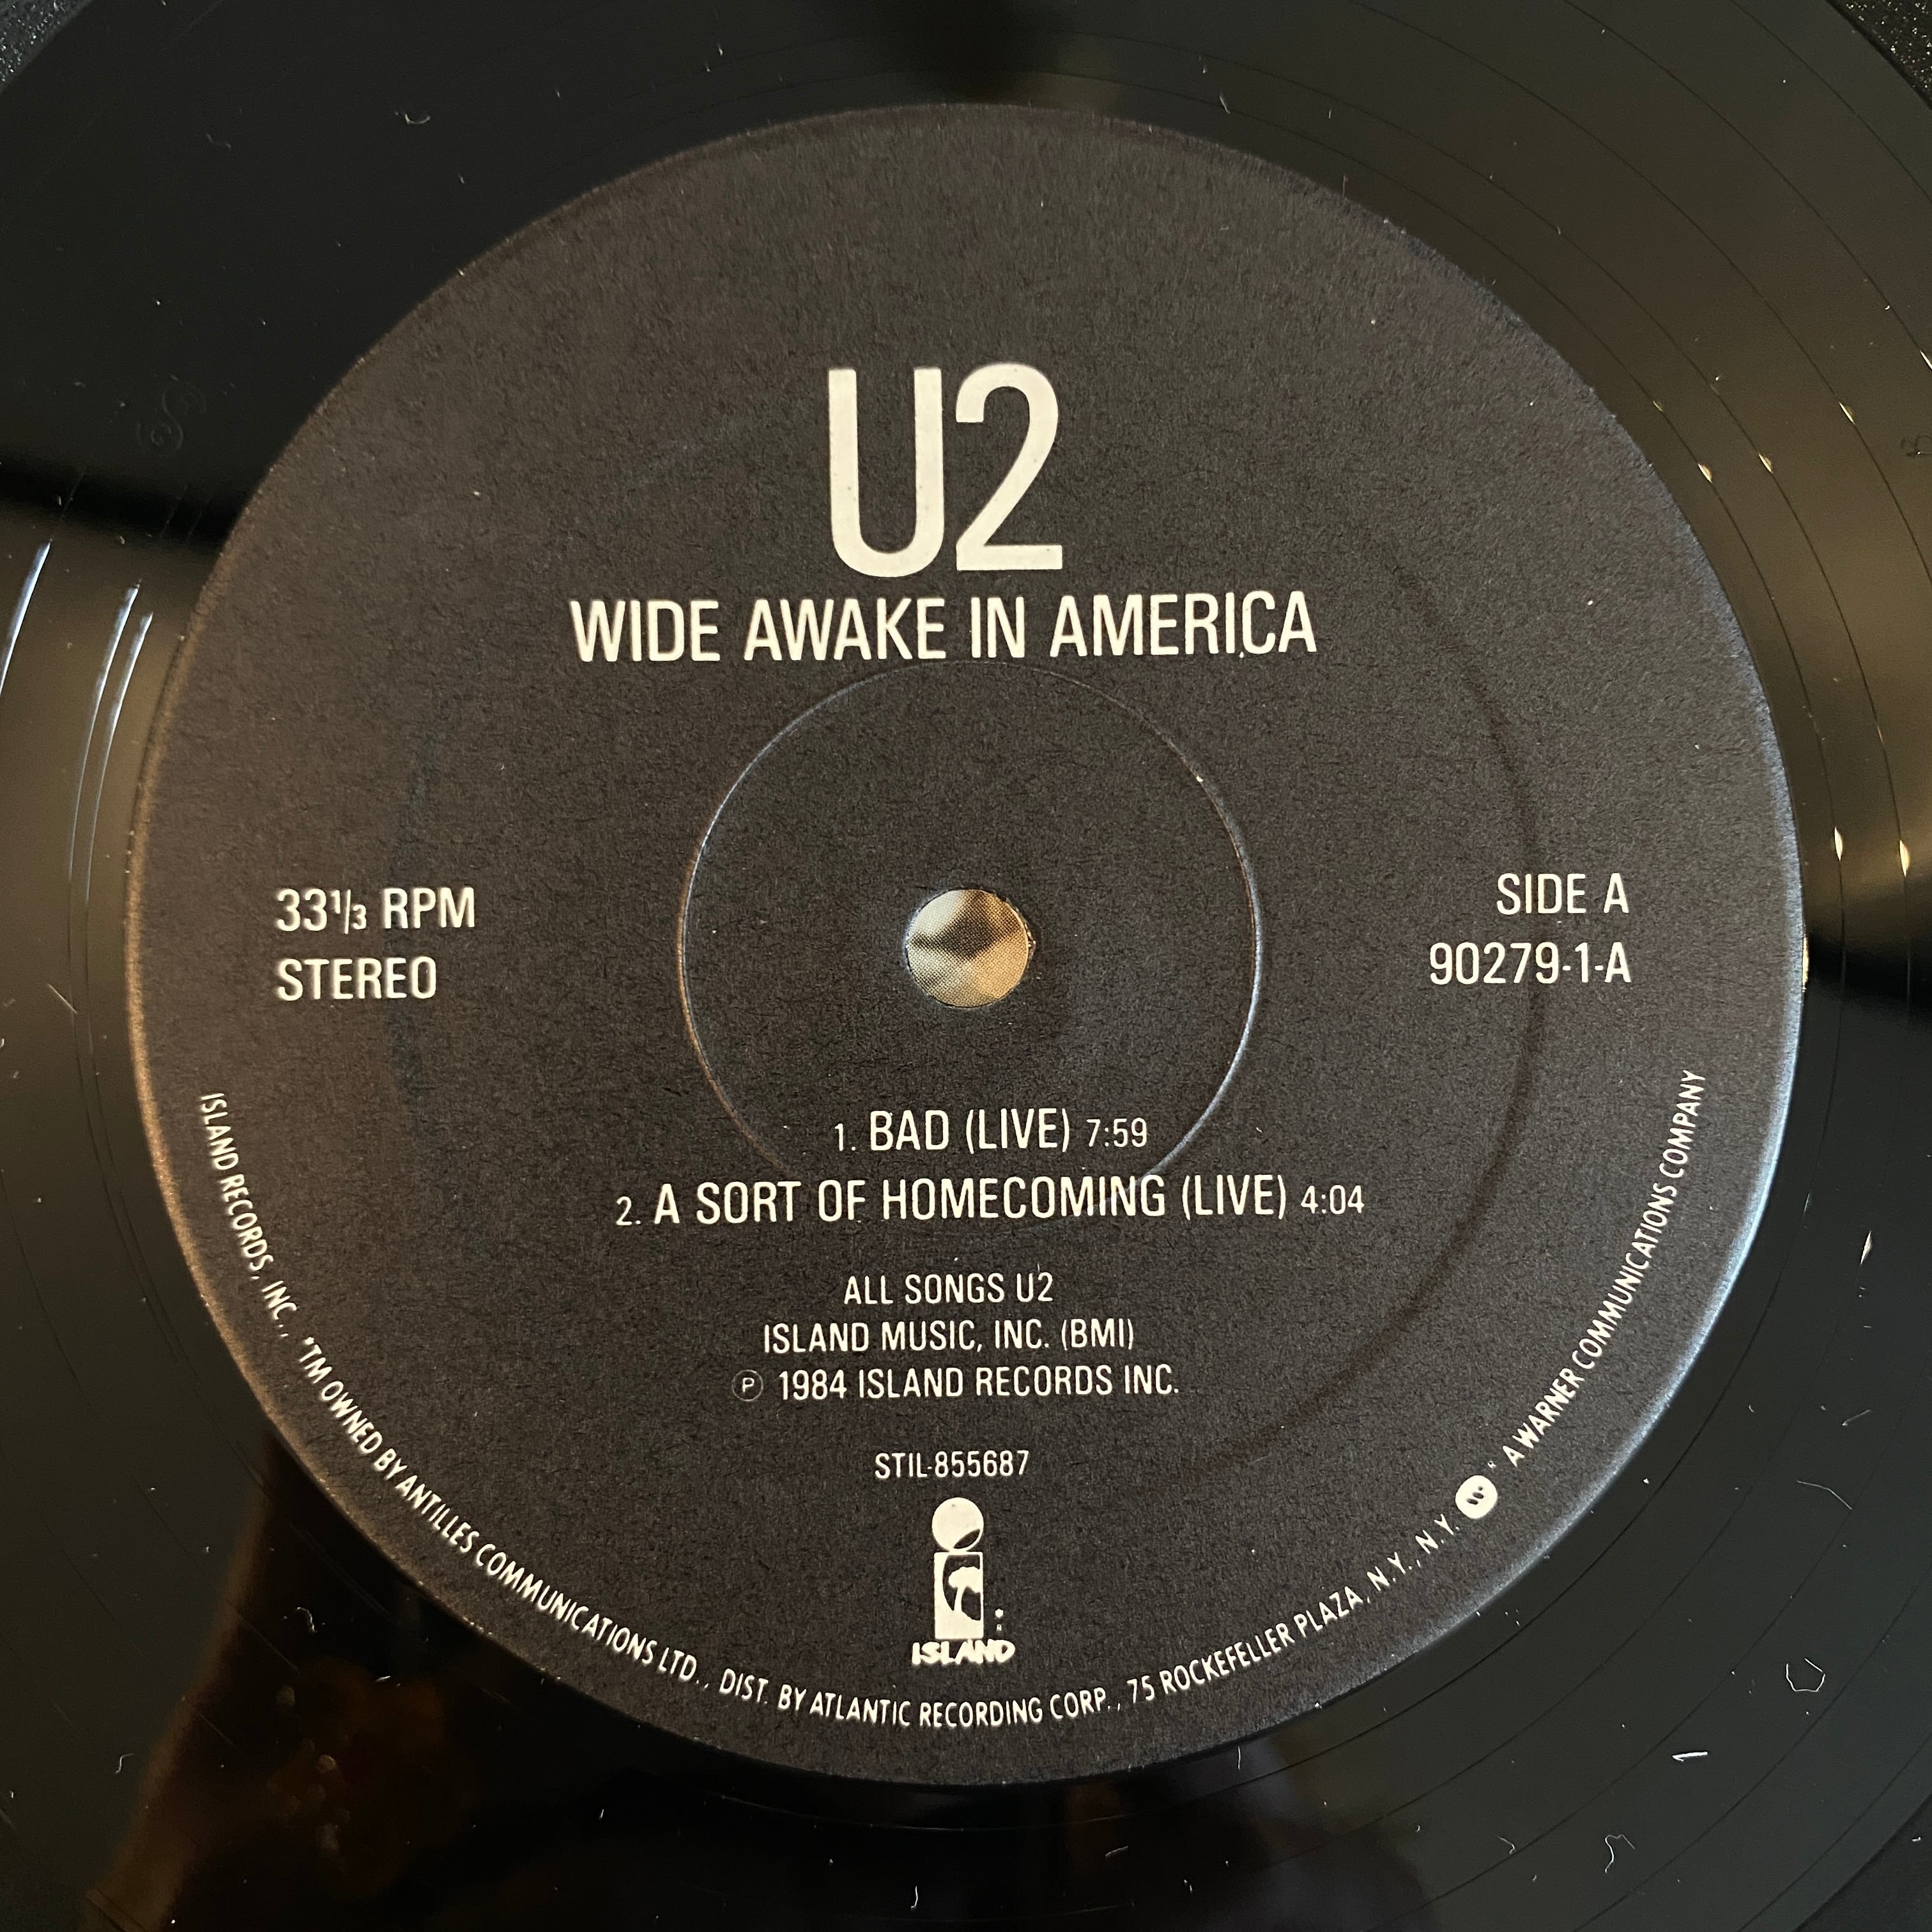 U2
WIDE AWAKE IN AMERICA
33⅓ RPM
STEREO
SIDE A
90279-1-A
1. BAD (LIVE) 7:59
2. A SORT OF HOMECOMING (LIVE) 4:04
ALL SONGS U2
ISLAND MUSIC, INC. (BMI)
Ⓟ 1984 ISLAND RECORDS INC.
STIL-855687
ISLAND
ISLAND RECORDS, INC., *TM OWNED BY ANTILLES COMMUNICATIONS LTD., DIST. BY ATLANTIC RECORDING CORP., 75 ROCKEFELLER PLAZA, N.Y., N.Y. ® A WARNER COMMUNICATIONS COMPANY